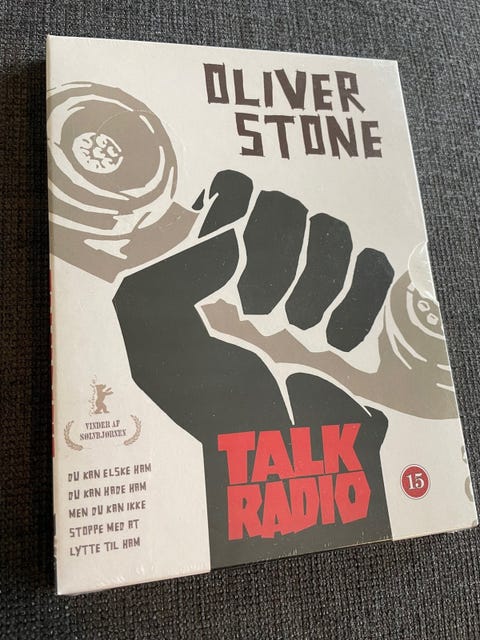 OLIVER
STONE
VINDER AF
SØLVBJØRNEN
DU KAN ELSKE HAM
DU KAN HADE HAM
MEN DU KAN IKKE
STOPPE MED AT
LYTTE TIL HAM
TALK
RADIO
15